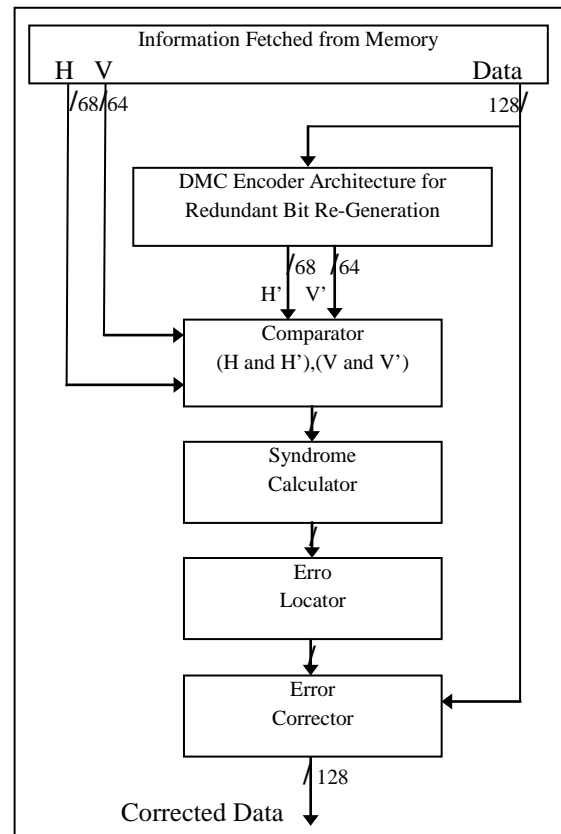 Information Fetched from Memory
H V Data
/68/64 128/
DMC Encoder Architecture for
Redundant Bit Re-Generation
/68 /64
H’ V’
Comparator
(H and H’),(V and V’)
/
Syndrome
Calculator
/
Erro
Locator
/
Error
Corrector
/128
Corrected Data